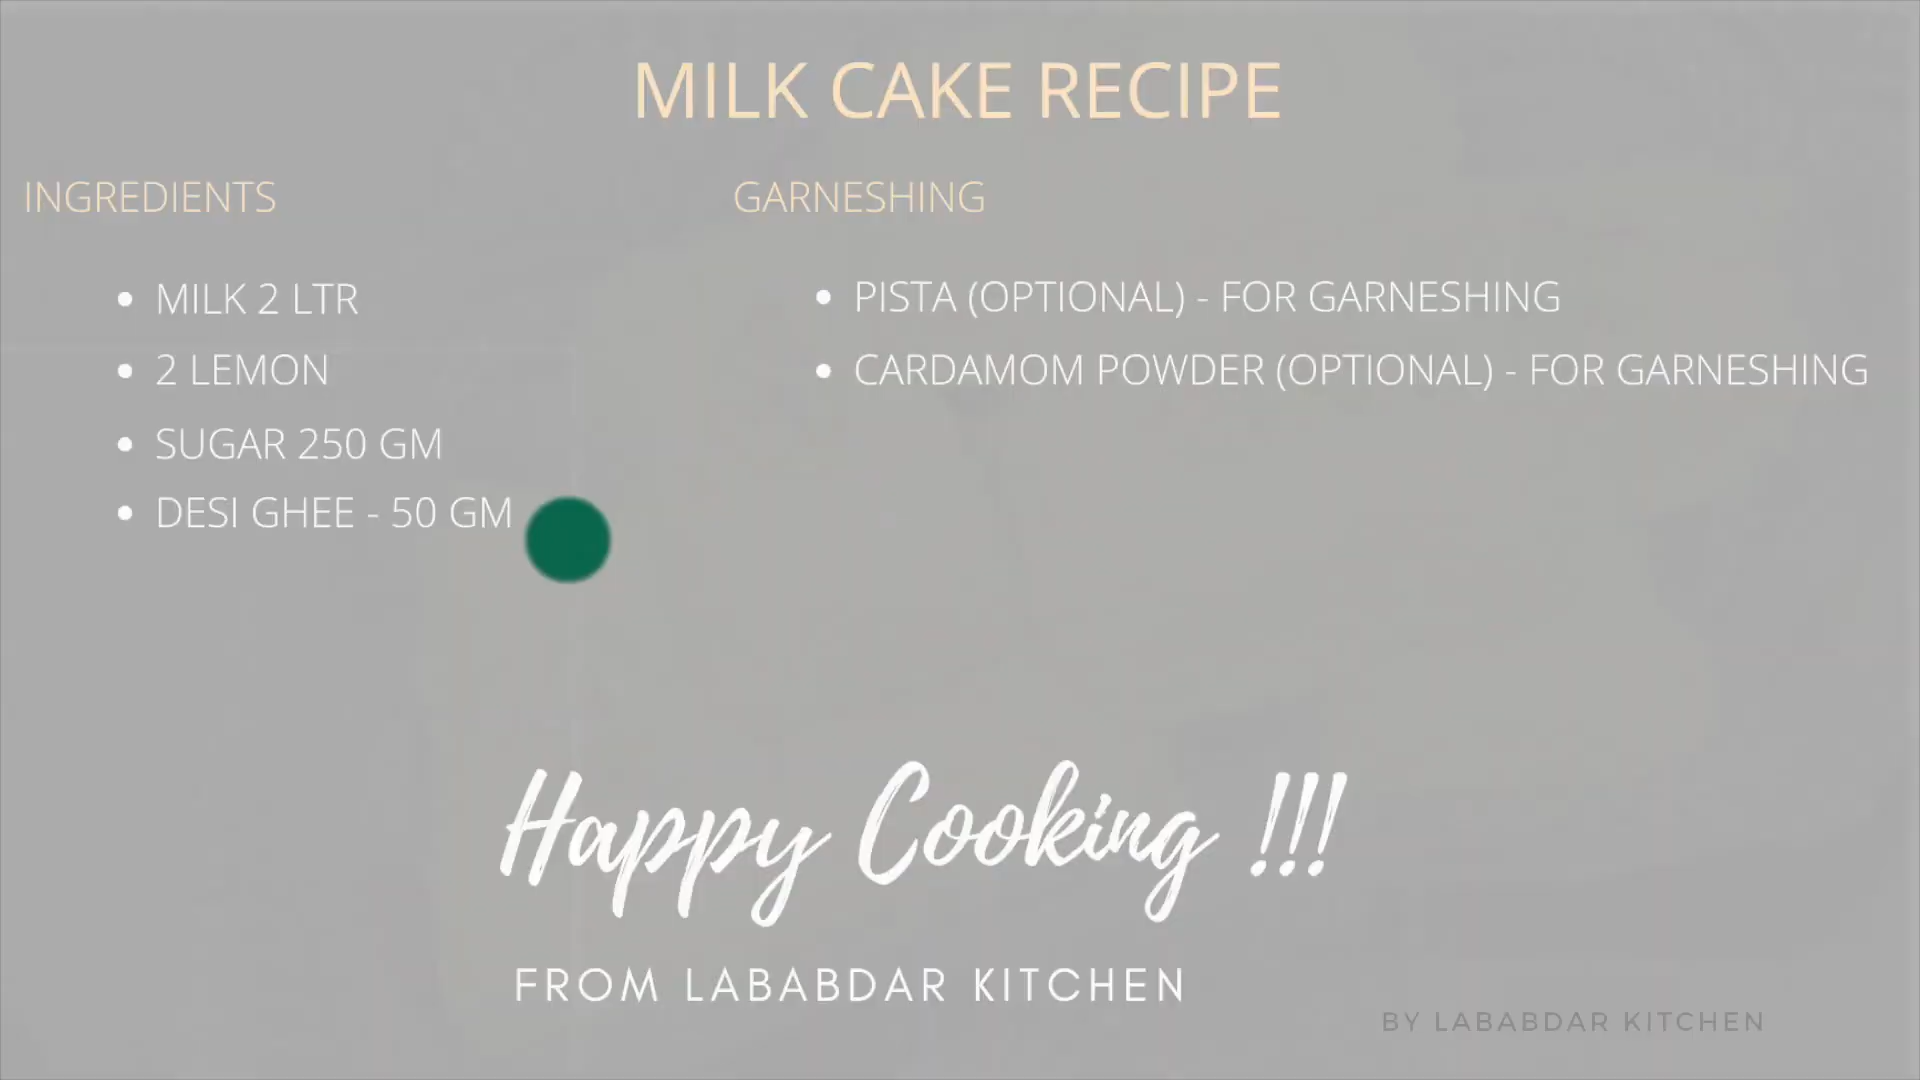 MILK CAKE RECIPE
INGREDIENTS
MILK 2 LTR
2 LEMON
SUGAR 250 GM
DESI GHEE - 50 GM
GARNESHING
PISTA (OPTIONAL) - FOR GARNESHING
CARDAMOM POWDER (OPTIONAL) - FOR GARNESHING
Happy Cooking !!!
FROM LABABDAR KITCHEN
BY LABABDAR KITCHEN